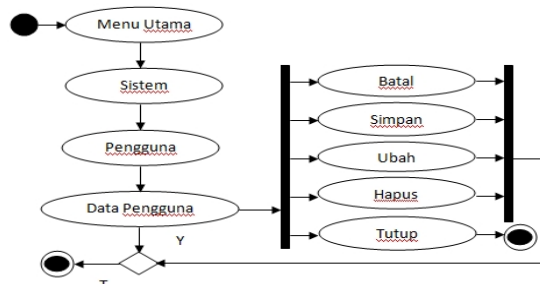 Menu Utama
Sistem
Pengguna
Data Pengguna
Batal
Simpan
Ubah
Hapus
Tutup
Y
T